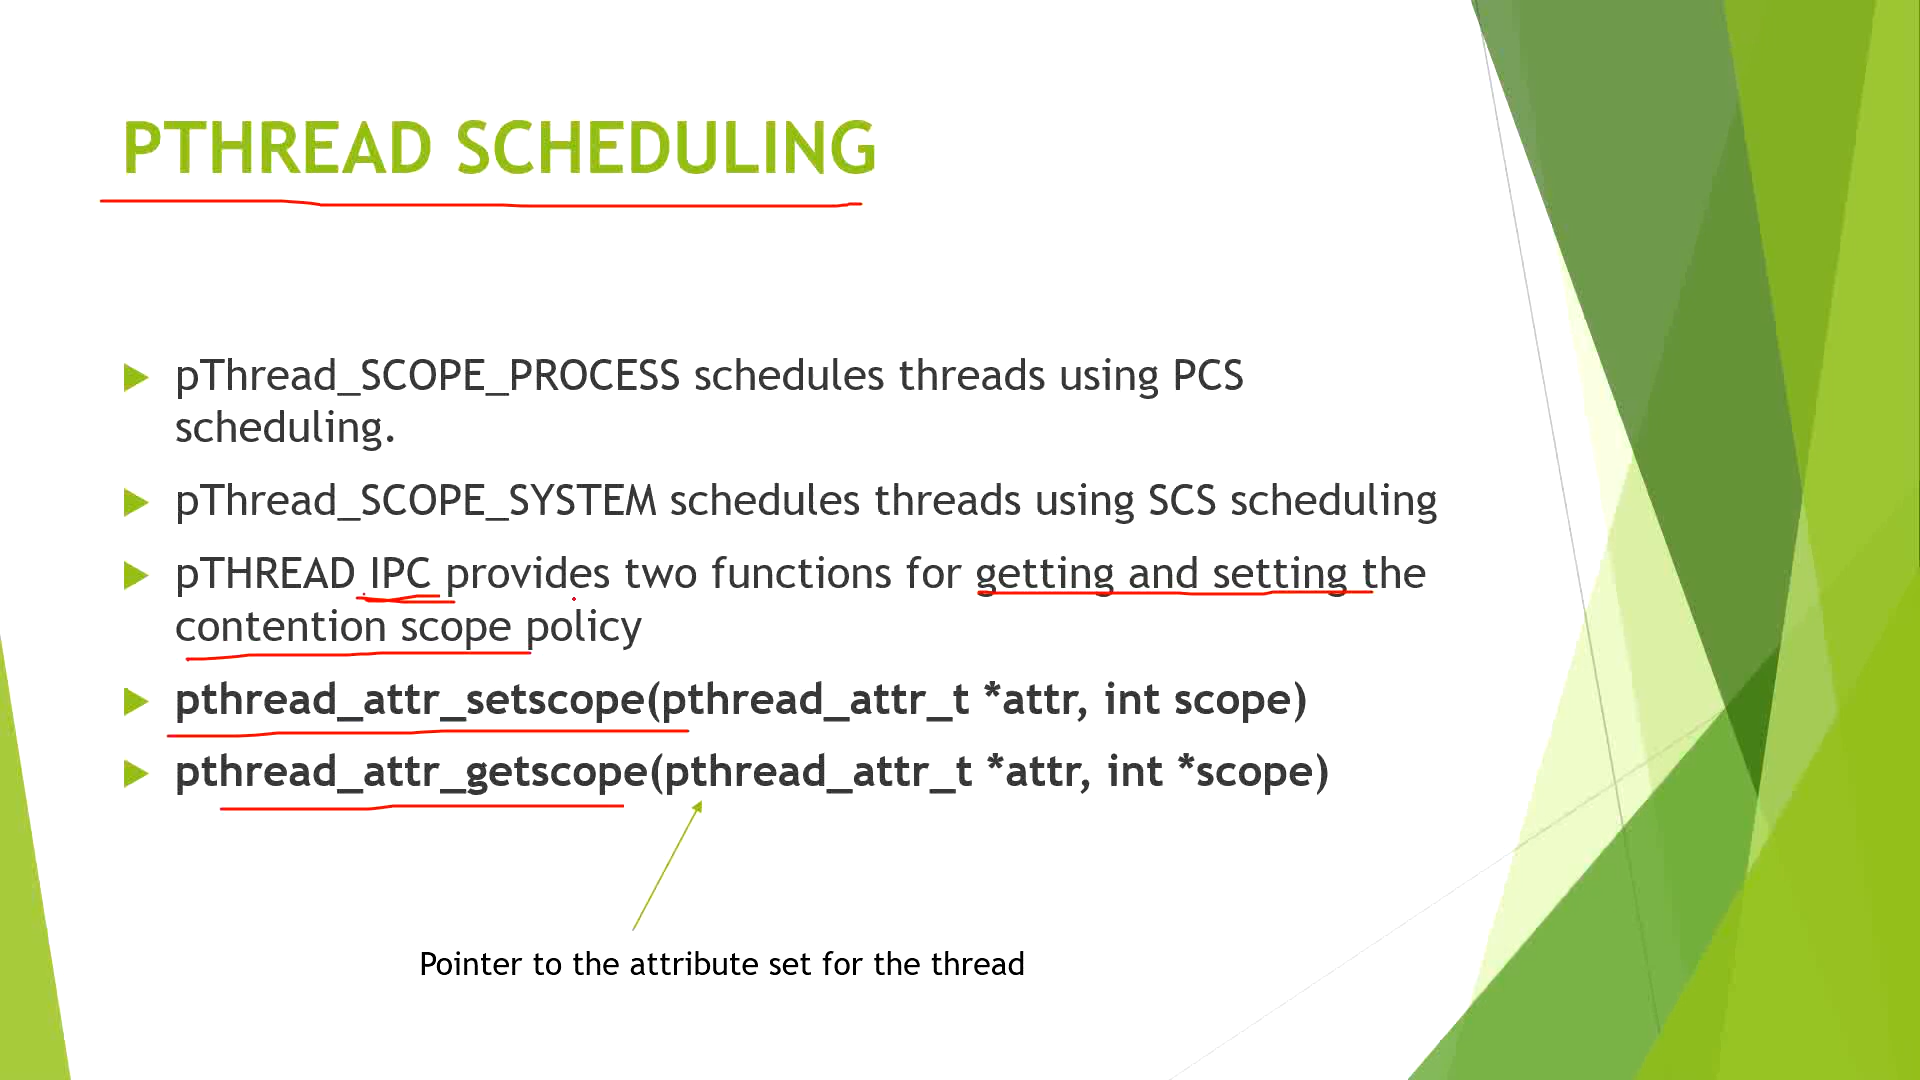 PTHREAD SCHEDULING
pThread_SCOPE_PROCESS schedules threads using PCS
scheduling.
pThread_SCOPE_SYSTEM schedules threads using SCS scheduling
pTHREAD IPC provides two functions for getting and setting the
contention scope policy
pthread_attr_setscope(pthread_attr_t *attr, int scope)
pthread_attr_getscope(pthread_attr_t *attr, int *scope)
Pointer to the attribute set for the thread